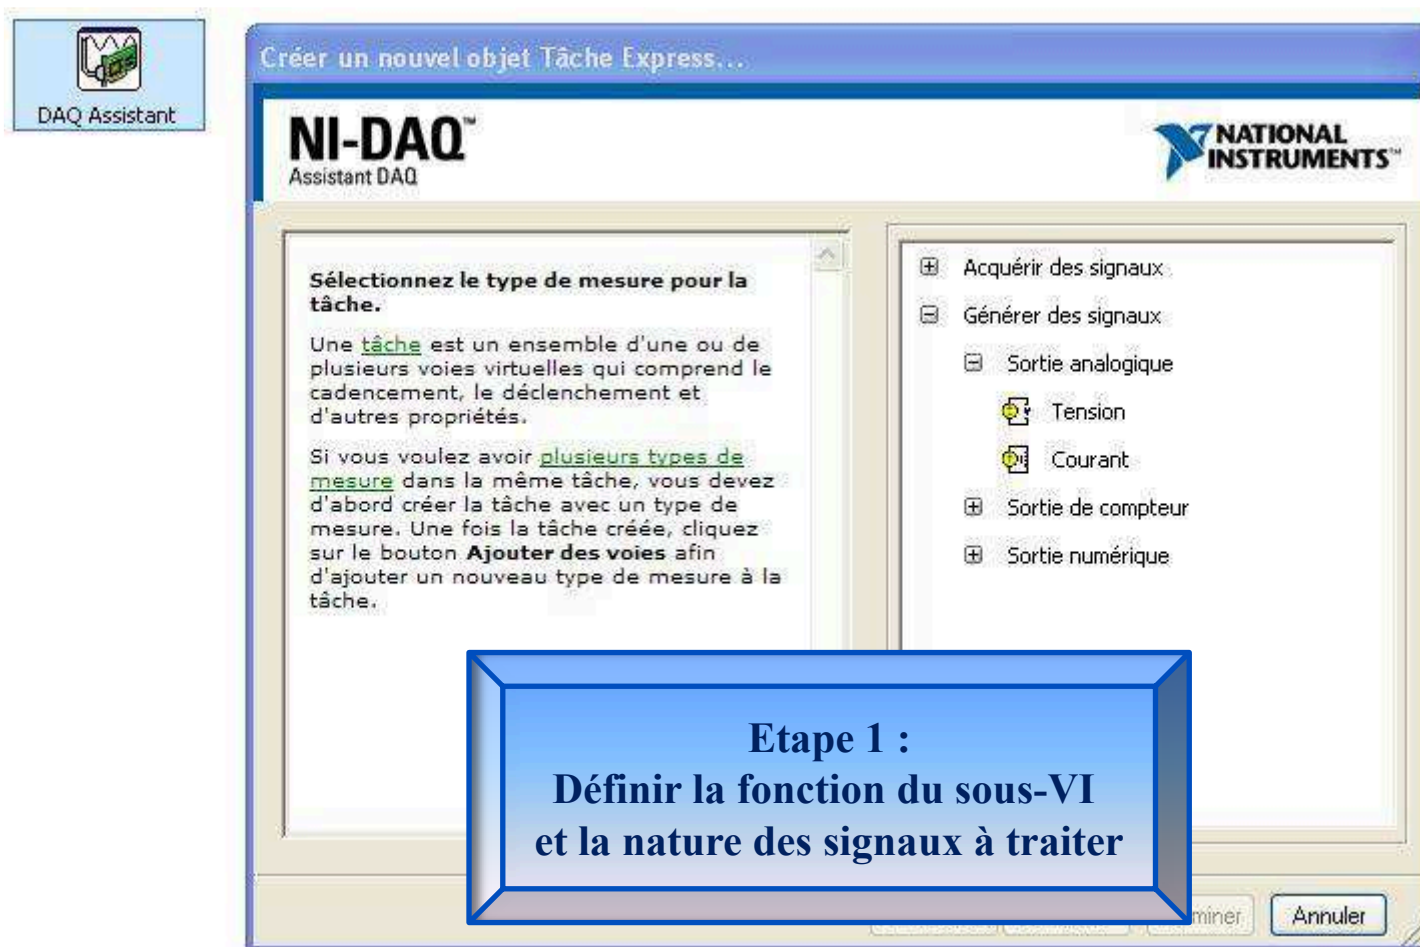 DAQ Assistant
Créer un nouvel objet Tâche Express...
NI-DAQ™
Assistant DAQ
NATIONAL
INSTRUMENTS™
Sélectionnez le type de mesure pour la
tâche.
Une tâche est un ensemble d'une ou de
plusieurs voies virtuelles qui comprend le
cadencement, le déclenchement et
d'autres propriétés.
Si vous voulez avoir plusieurs types de
mesure dans la même tâche, vous devez
d'abord créer la tâche avec un type de
mesure. Une fois la tâche créée, cliquez
sur le bouton Ajouter des voies afin
d'ajouter un nouveau type de mesure à la
tâche.
Acquérir des signaux
Générer des signaux
Sortie analogique
Tension
Courant
Sortie de compteur
Sortie numérique
Etape 1 :
Définir la fonction du sous-VI
et la nature des signaux à traiter
Annuler